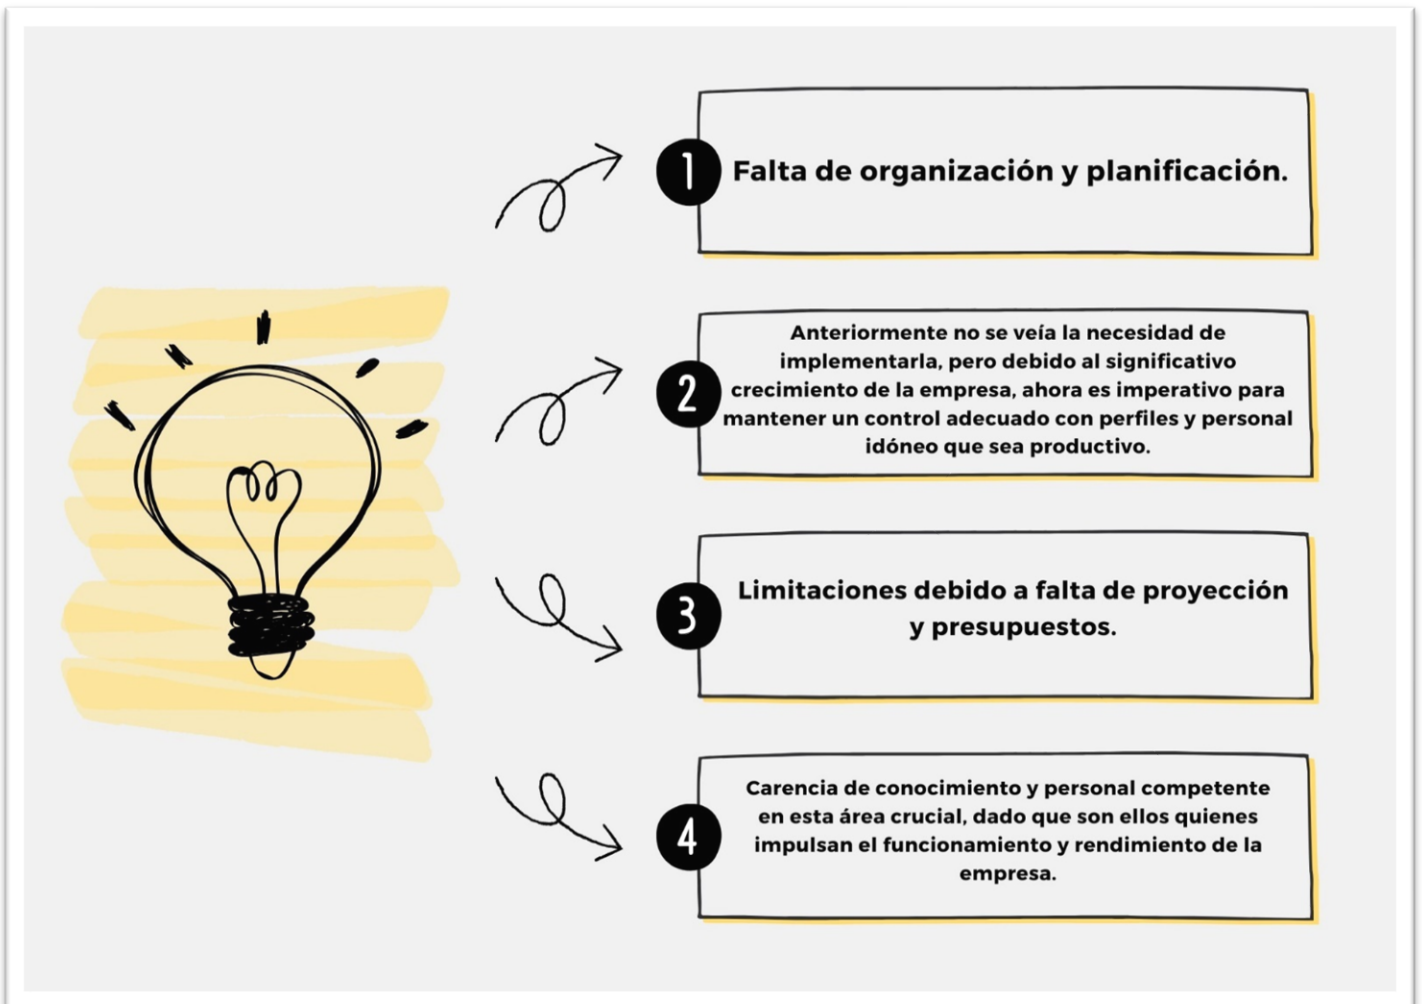 1
Falta de organización y planificación.
2
Anteriormente no se veía la necesidad de
implementarla, pero debido al significativo
crecimiento de la empresa, ahora es imperativo para
mantener un control adecuado con perfiles y personal
idóneo que sea productivo.
3
Limitaciones debido a falta de proyección
y presupuestos.
4
Carencia de conocimiento y personal competente
en esta área crucial, dado que son ellos quienes
impulsan el funcionamiento y rendimiento de la
empresa.